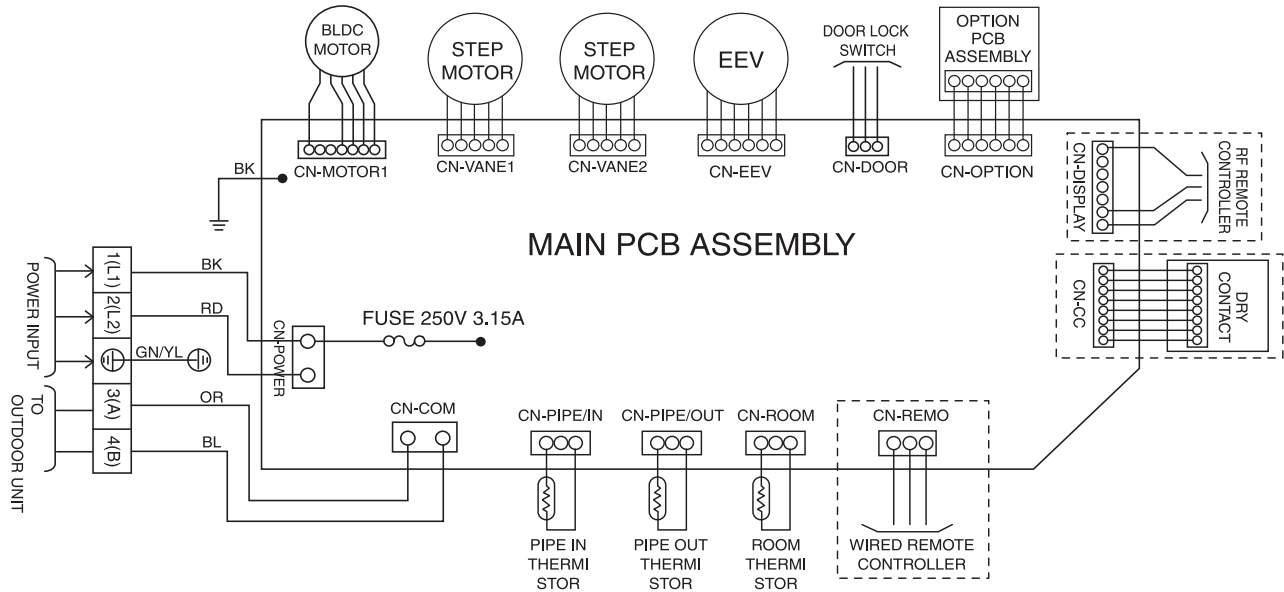 BLDC
MOTOR
STEP
MOTOR
STEP
MOTOR
EEV
DOOR LOCK
SWITCH
OPTION
PCB
ASSEMBLY
CN-MOTOR1
CN-VANE1
CN-VANE2
CN-EEV
CN-DOOR
CN-OPTION
CN-DISPLAY
RF REMOTE
CONTROLLER
BK
MAIN PCB ASSEMBLY
POWER INPUT
1(L1)
BK
2(L2)
RD
GN/YL
CN-POWER
FUSE 250V 3.15A
CN-CC
DRY
CONTACT
TO
OUTDOOR UNIT
3(A)
OR
4(B)
BL
CN-COM
CN-PIPE/IN
CN-PIPE/OUT
CN-ROOM
CN-REMO
PIPE IN
THERMI
STOR
PIPE OUT
THERMI
STOR
ROOM
THERMI
STOR
WIRED REMOTE
CONTROLLER